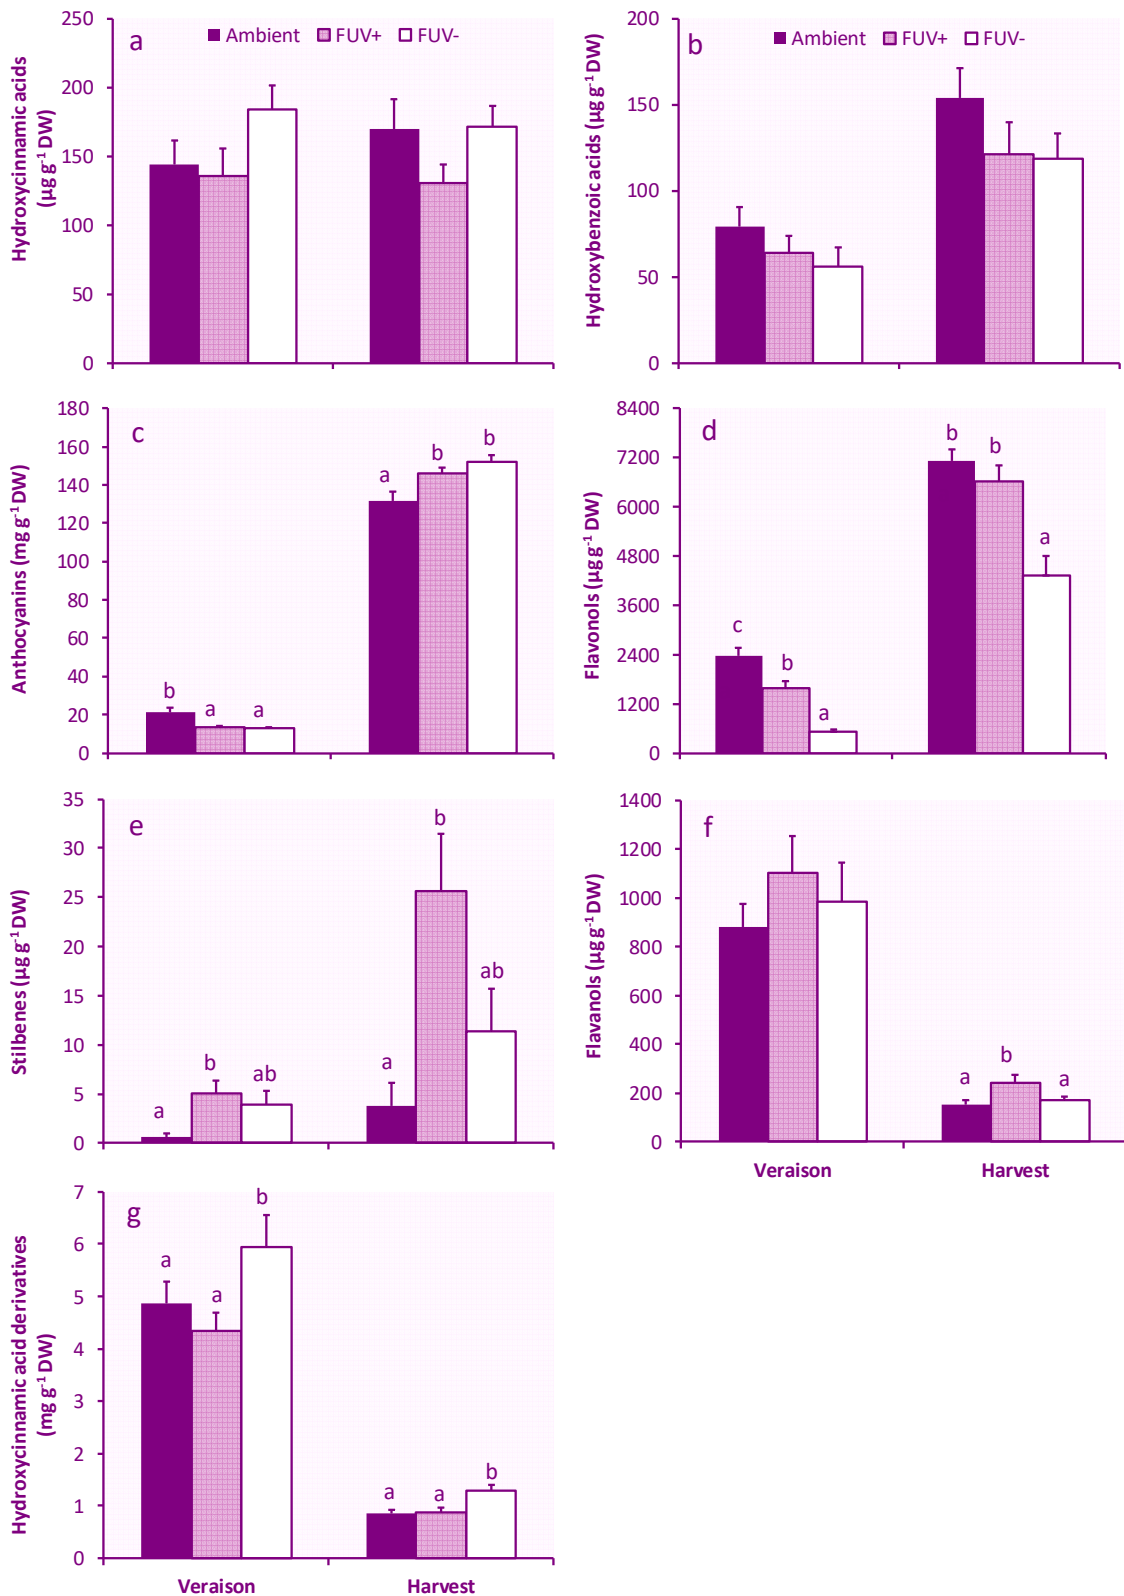 a
Ambient FUV+ FUV-
Hydroxycinnamic acids
(µg g-1 DW)
250
200
150
100
50
0
b
Ambient FUV+ FUV-
Hydroxybenzoic acids (µg g-1 DW)
200
150
100
50
0
c
Anthocyanins (mg g-1 DW)
180
160
140
120
100
80
60
40
20
0
b a a
a b b
d
Flavonols (µg g-1 DW)
8400
7200
6000
4800
3600
2400
1200
0
c b a
b b a
e
Stilbenes (µg g-1 DW)
35
30
25
20
15
10
5
0
a b ab
a b ab
f
Flavanols (µg g-1 DW)
1400
1200
1000
800
600
400
200
0
a b a
Veraison Harvest
g
Hydroxycinnamic acid derivatives
(mg g-1 DW)
7
6
5
4
3
2
1
0
a a b
a a b
Veraison Harvest